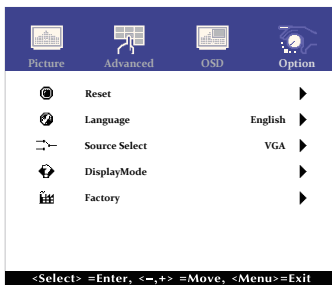 Picture Advanced OSD Option
Reset
Language English
Source Select VGA
DisplayMode
Factory
<Select> =Enter, <–,+> =Move, <Menu>=Exit